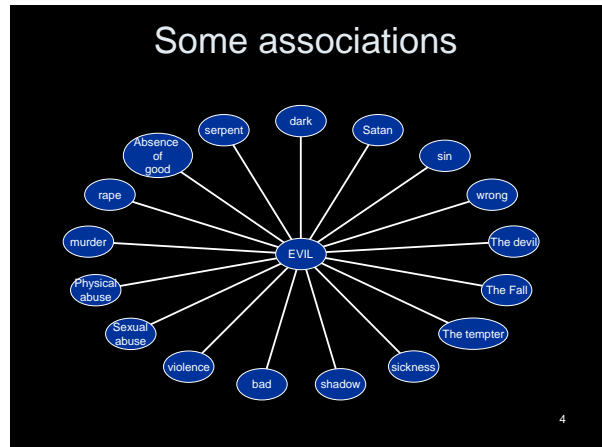 Some associations
dark
serpent
Satan
Absence
of
good
sin
rape
wrong
murder
The devil
EVIL
Physical
abuse
The Fall
Sexual
abuse
The tempter
violence
sickness
bad
shadow
4